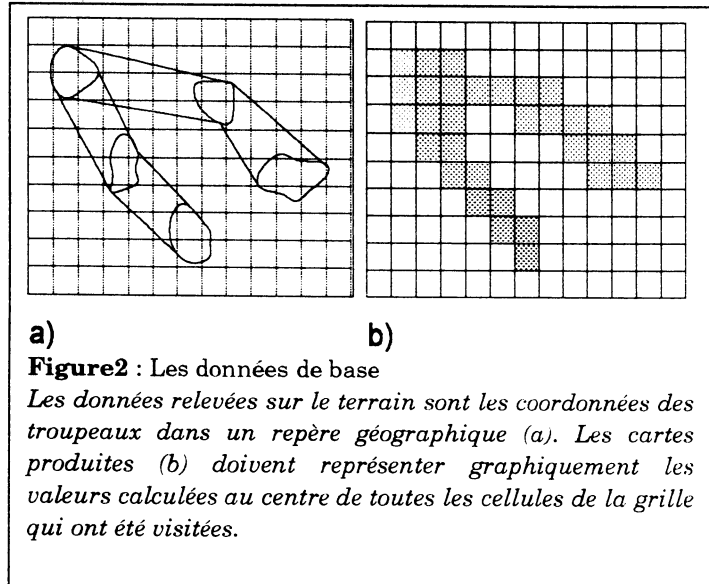 a) b)
Figure2 : Les données de base
Les données relevées sur le terrain sont les coordonnées des
troupeaux dans un repère géographique (a). Les cartes
produites (b) doivent représenter graphiquement les
valeurs calculées au centre de toutes les cellules de la grille
qui ont été visitées.